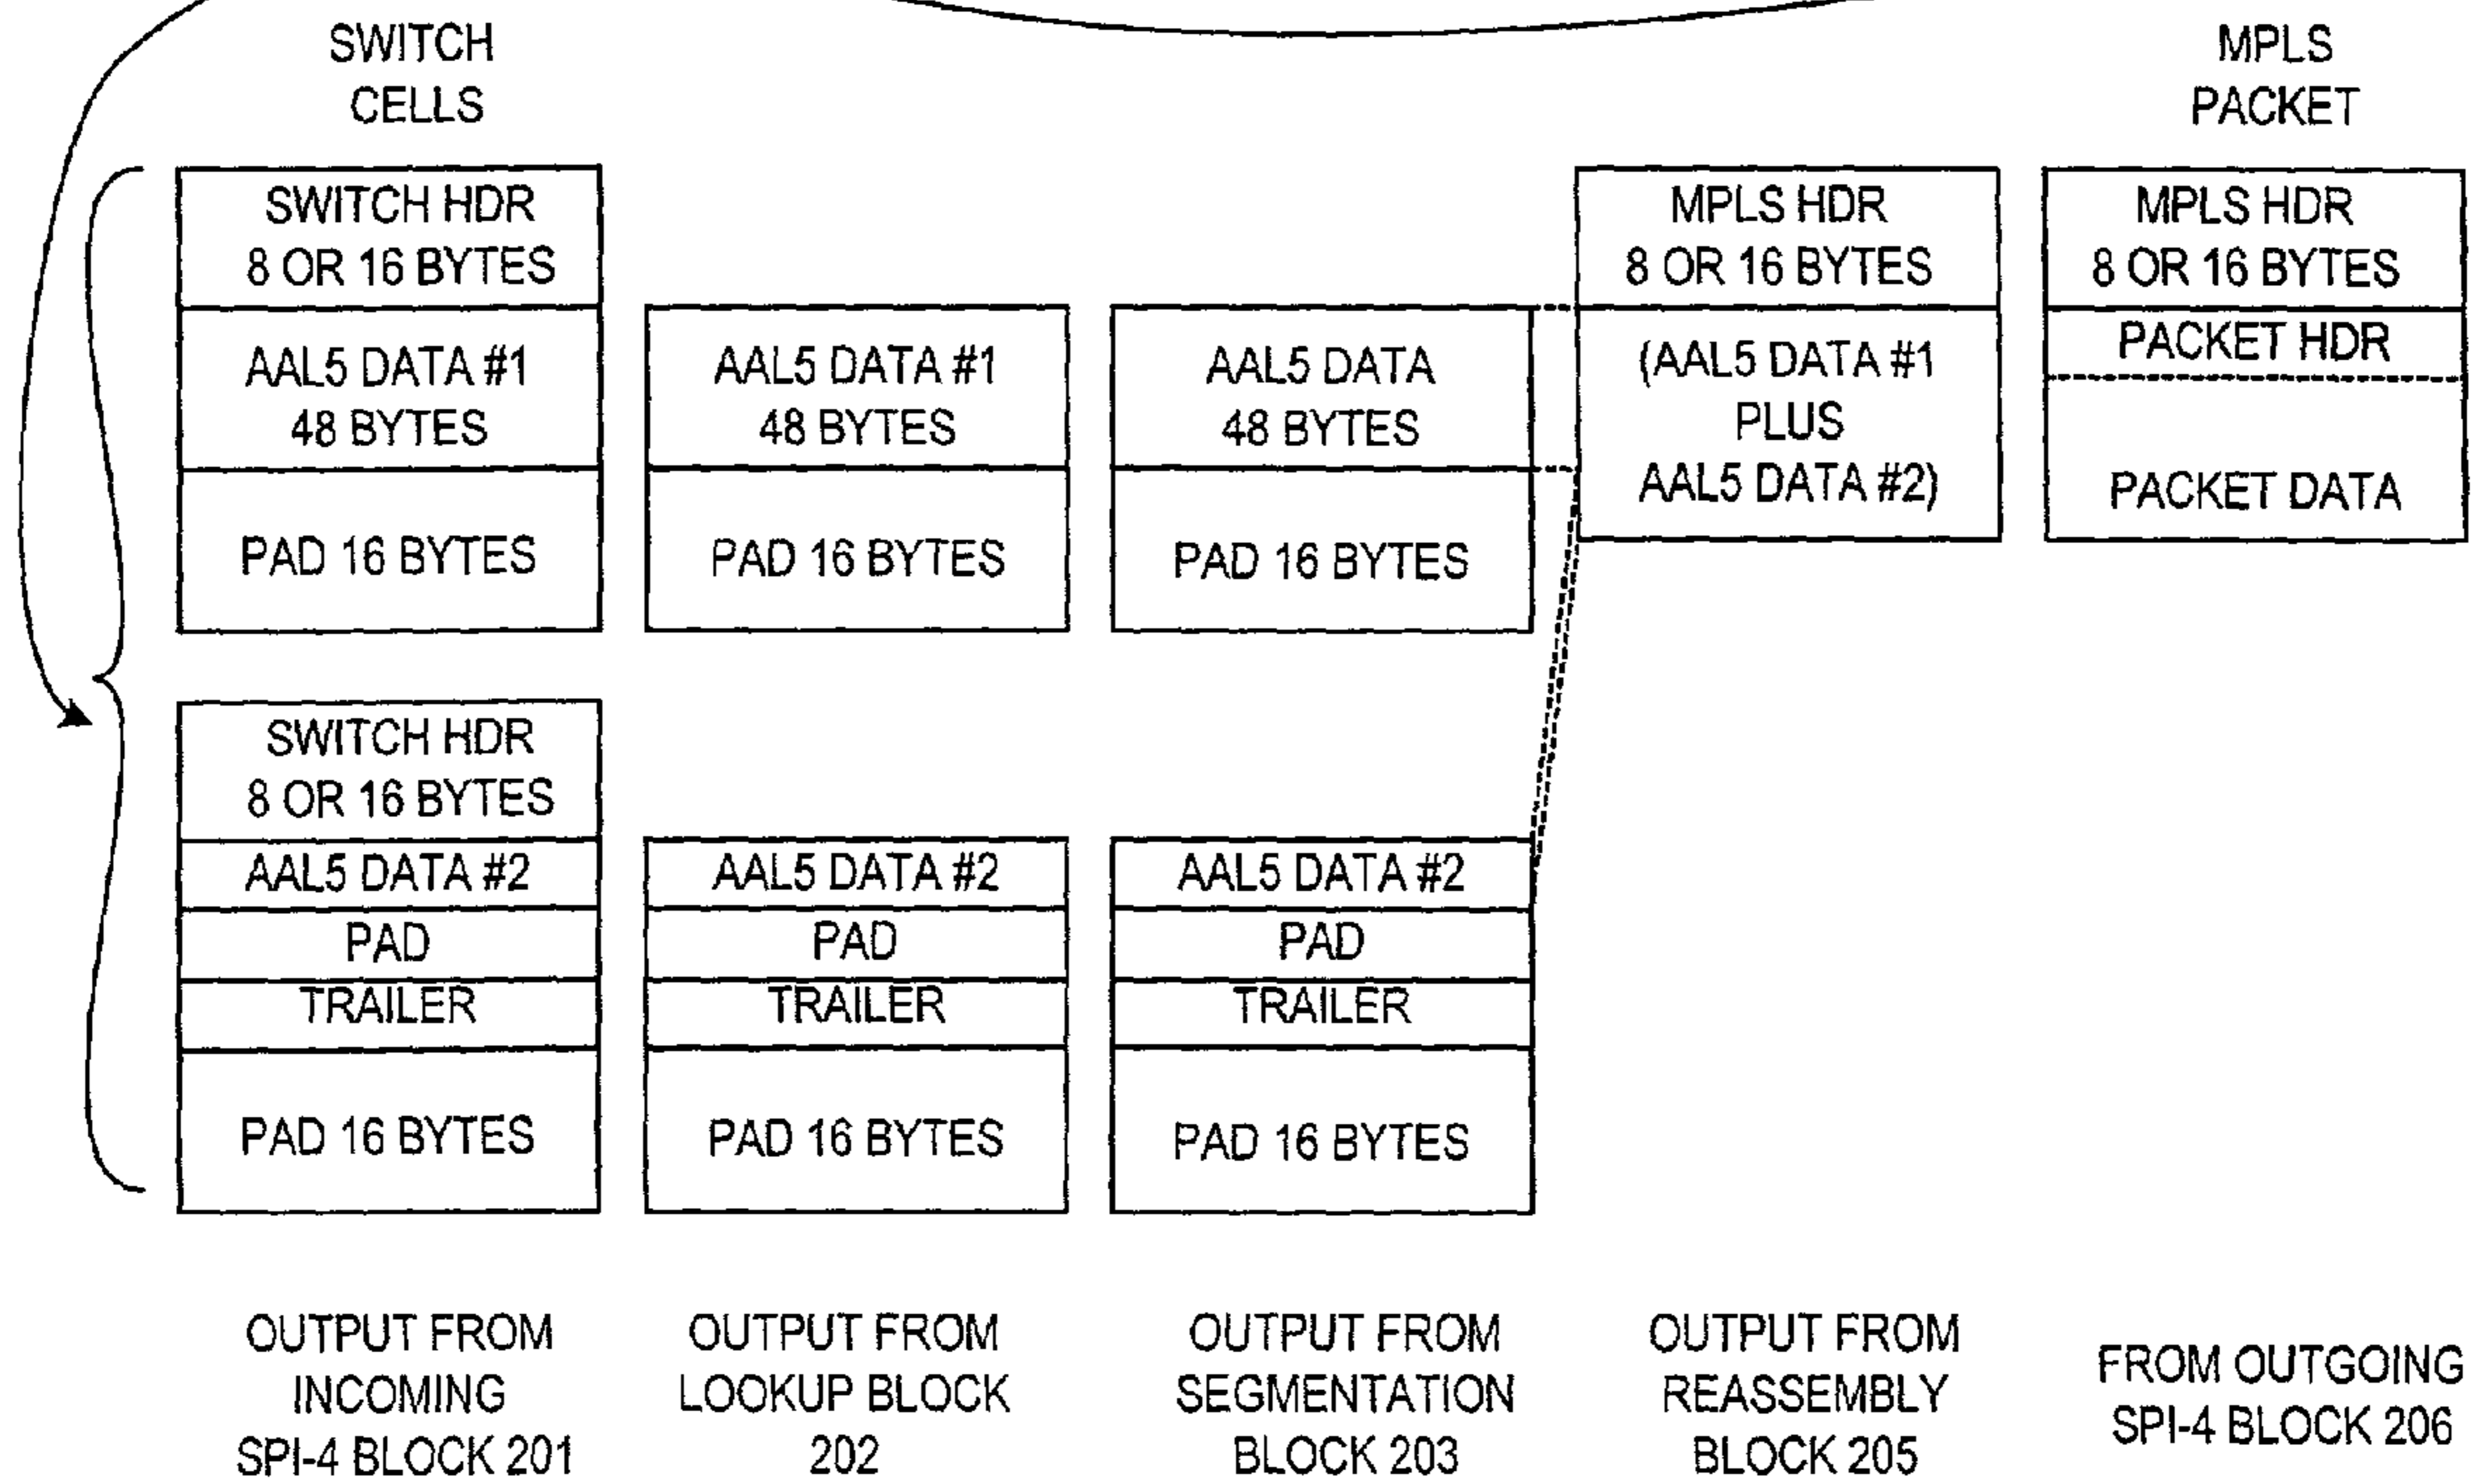 SWITCH
CELLS
MPLS
PACKET
SWITCH HDR
8 OR 16 BYTES
AAL5 DATA #1
48 BYTES
PAD 16 BYTES
AAL5 DATA #1
48 BYTES
PAD 16 BYTES
AAL5 DATA
48 BYTES
PAD 16 BYTES
MPLS HDR
8 OR 16 BYTES
(AAL5 DATA #1
PLUS
AAL5 DATA #2)
MPLS HDR
8 OR 16 BYTES
PACKET HDR
PACKET DATA
SWITCH HDR
8 OR 16 BYTES
AAL5 DATA #2
PAD
TRAILER
PAD 16 BYTES
AAL5 DATA #2
PAD
TRAILER
PAD 16 BYTES
AAL5 DATA #2
PAD
TRAILER
PAD 16 BYTES
OUTPUT FROM
INCOMING
SPI-4 BLOCK 201
OUTPUT FROM
LOOKUP BLOCK
202
OUTPUT FROM
SEGMENTATION
BLOCK 203
OUTPUT FROM
REASSEMBLY
BLOCK 205
FROM OUTGOING
SPI-4 BLOCK 206